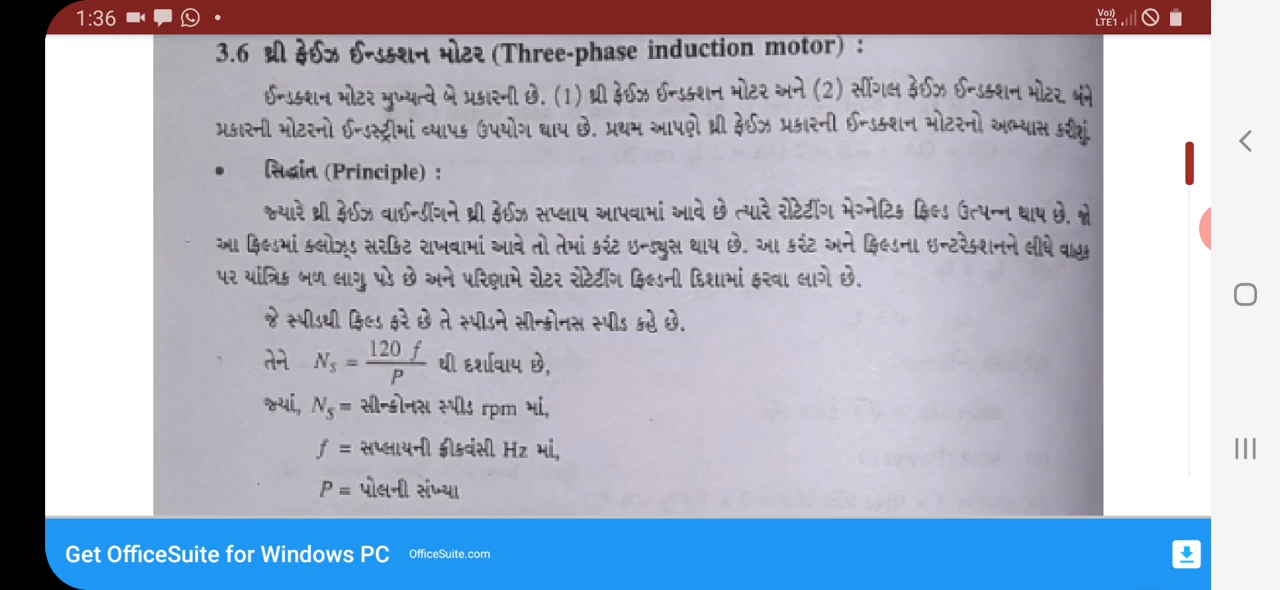 1:36
Vo))
LTE1
3.6 થ્રી ફેઈઝ ઈન્ડક્શન મોટર (Three-phase induction motor) :
ઈન્ડક્શન મોટર મુખ્યત્વે બે પ્રકારની છે. (1) થ્રી ફેઈઝ ઈન્ડક્શન મોટર અને (2) સીંગલ ફેઈઝ ઈન્ડક્શન મોટર. બંને
પ્રકારની મોટરનો ઈન્ડસ્ટ્રીમાં વ્યાપક ઉપયોગ થાય છે. પ્રથમ આપણે થ્રી ફેઈઝ પ્રકારની ઈન્ડક્શન મોટરનો અભ્યાસ કરીશું.
• સિદ્ધાંત (Principle) :
જ્યારે થ્રી ફેઈઝ વાઈન્ડીંગને થ્રી ફેઈઝ સપ્લાય આપવામાં આવે છે ત્યારે રોટેટીંગ મેગ્નેટિક ફિલ્ડ ઉત્પન્ન થાય છે. જો
આ ફિલ્ડમાં ક્લોઝ્ડ સરકિટ રાખવામાં આવે તો તેમાં કરંટ ઇન્ડ્યુસ થાય છે. આ કરંટ અને ફિલ્ડના ઇન્ટરેક્શનને લીધે વાહક
પર યાંત્રિક બળ લાગુ પડે છે અને પરિણામે રોટર રોટેટીંગ ફિલ્ડની દિશામાં ફરવા લાગે છે.
જે સ્પીડથી ફિલ્ડ ફરે છે તે સ્પીડને સીન્ક્રોનસ સ્પીડ કહે છે.
તેને N_S = 120 f / P થી દર્શાવાય છે,
જ્યાં, N_S = સીન્ક્રોનસ સ્પીડ rpm માં,
f = સપ્લાયની ફ્રીક્વંસી Hz માં,
P = પોલની સંખ્યા
Get OfficeSuite for Windows PC OfficeSuite.com